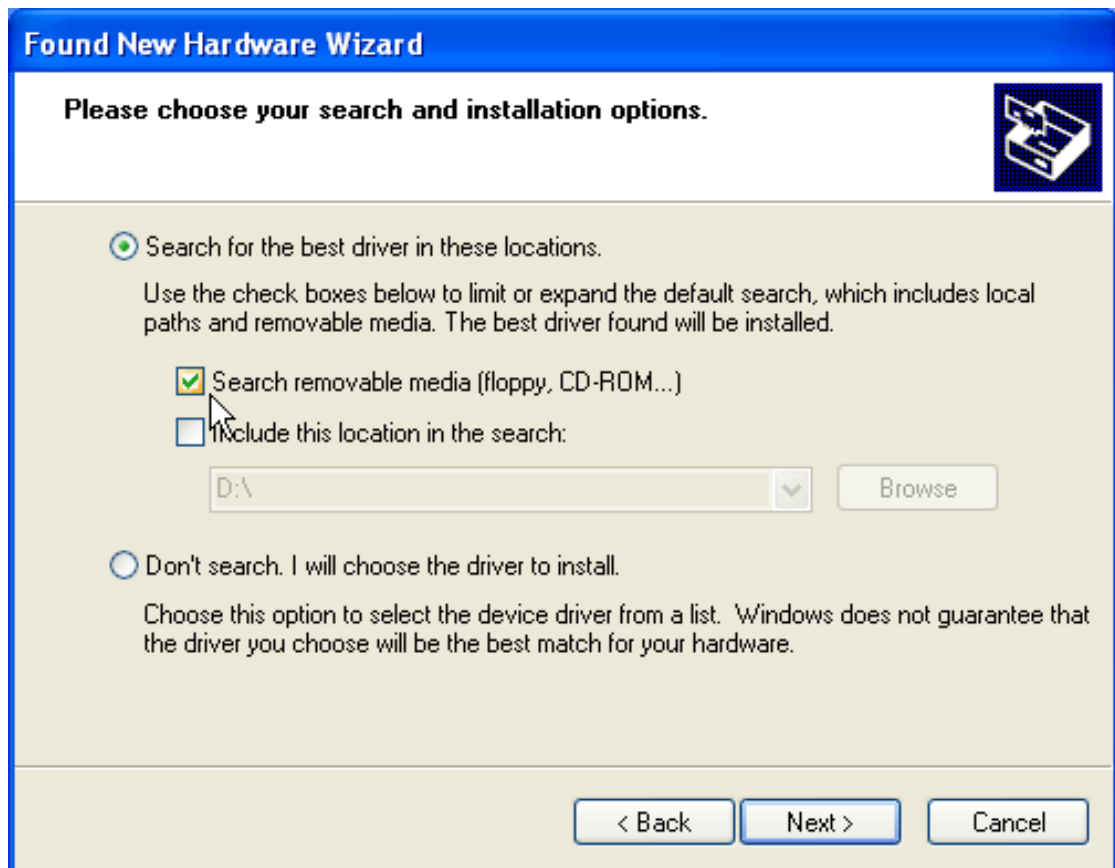 Found New Hardware Wizard
Please choose your search and installation options.
Search for the best driver in these locations.
Use the check boxes below to limit or expand the default search, which includes local
paths and removable media. The best driver found will be installed.
Search removable media (floppy, CD-ROM...)
Include this location in the search:
D:\
Browse
Don't search. I will choose the driver to install.
Choose this option to select the device driver from a list.  Windows does not guarantee that
the driver you choose will be the best match for your hardware.
< Back
Next >
Cancel